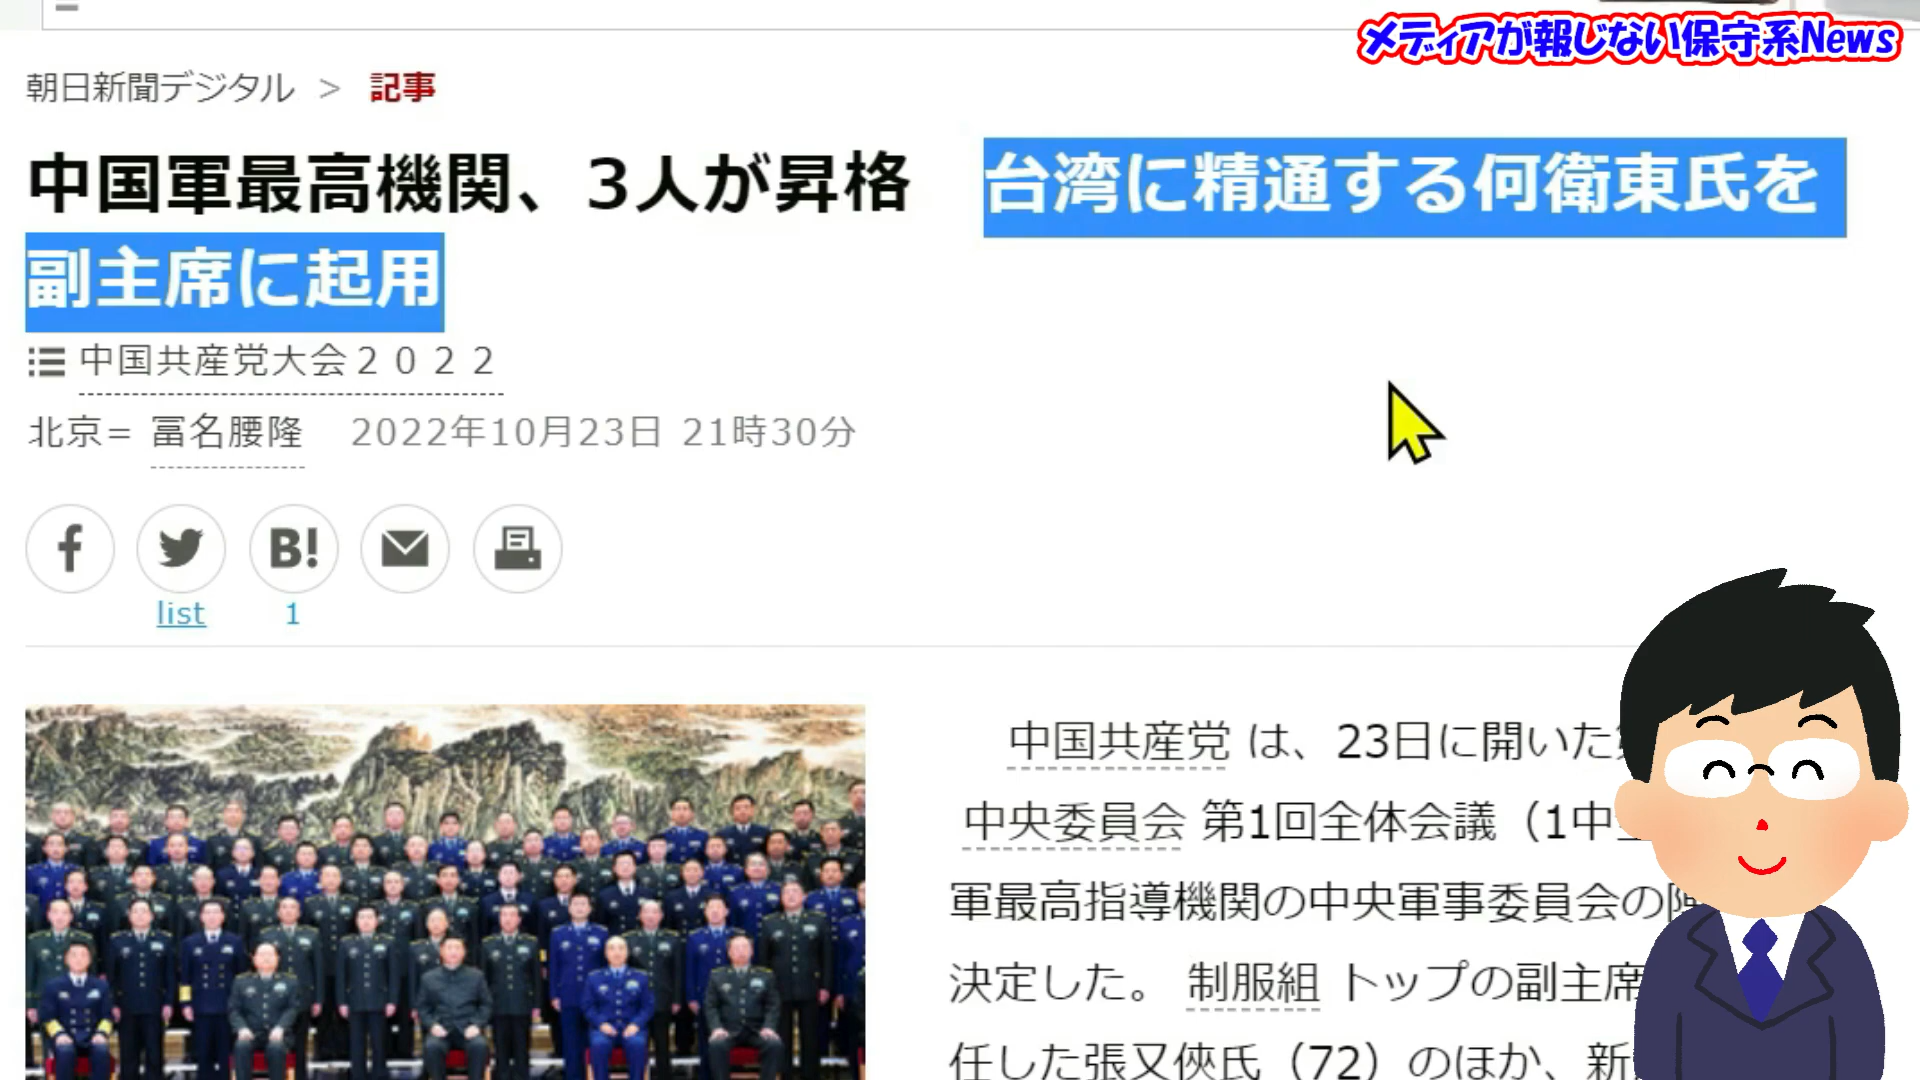 メディアが報じない保守系News
朝日新聞デジタル > 記事
中国軍最高機関、3人が昇格 台湾に精通する何衛東氏を
副主席に起用
中国共産党大会２０２２
北京＝ 冨名腰隆 2022年10月23日 21時30分
B!
list 1
中国共産党 は、23日に開いた
中央委員会 第1回全体会議（1中
軍最高指導機関の中央軍事委員会の
決定した。 制服組 トップの副主席
任した張又俠氏（72）のほか、新